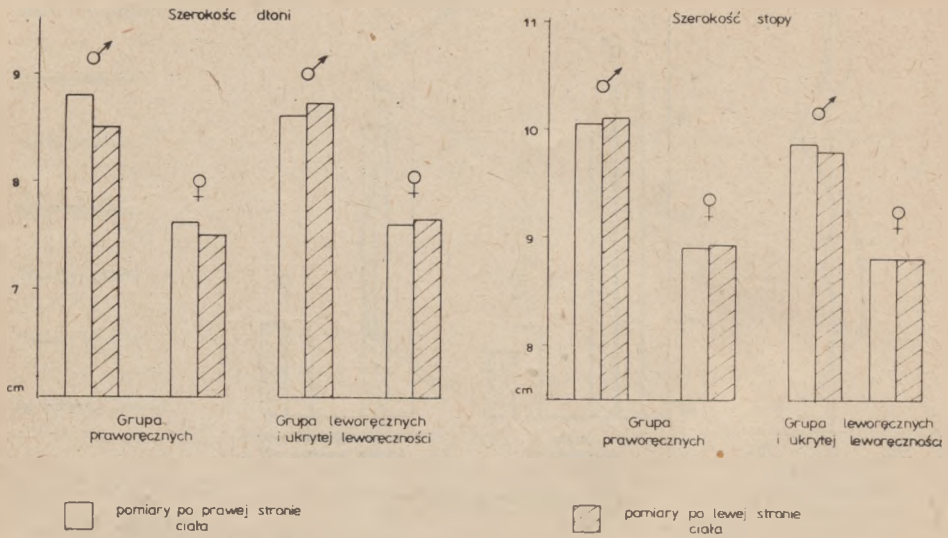 Szerokość dłoni
9
8
7
cm
Grupa
praworęcznych
Grupa leworęcznych
i ukrytej leworęczności
Szerokość stopy
11
10
9
8
cm
Grupa
praworęcznych
Grupa leworęcznych
i ukrytej leworęczności
pomiary po prawej stronie
ciała
pomiary po lewej stronie
ciała